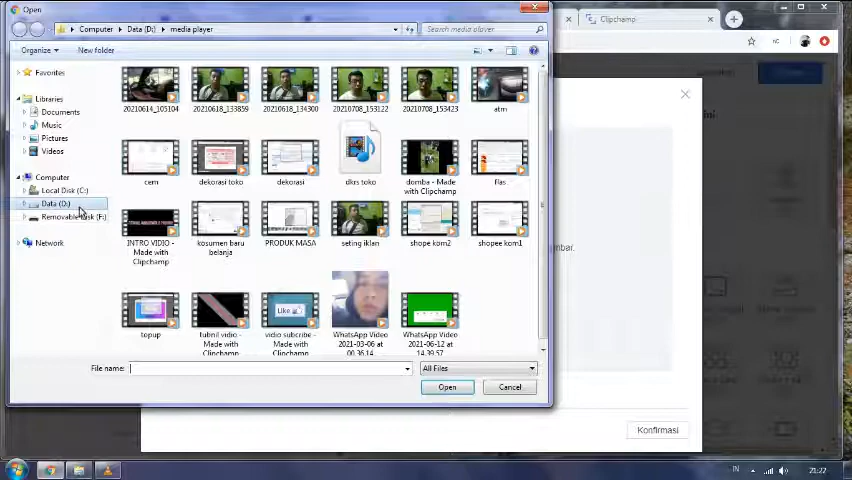 Open
Clipchamp
Computer ▸ Data (D:) ▸ media player
Search media player
Organize
New folder
Favorites
Libraries
Documents
Music
Pictures
Videos
Computer
Local Disk (C:)
Data (D:)
Removable Disk (F:)
Network
20210614_105104
20210618_133859
20210618_134300
20210708_153122
20210708_153423
atm
cem
dekorasi toko
dekorasi
dkrs toko
domba - Made with Clipchamp
flas
INTRO VIDIO - Made with Clipchamp
kosumen baru belanja
PRODUK MASA
seting iklan
shope kom2
shopee kom1
topup
tubnil vidio - Made with Clipchamp
vidio subcribe - Made with Clipchamp
WhatsApp Video 2021-03-06 at 00.36.14
WhatsApp Video 2021-06-12 at 14.39.57
Like
File name:
All Files
Open
Cancel
ini
mbar.
Konfirmasi
IN
21:22